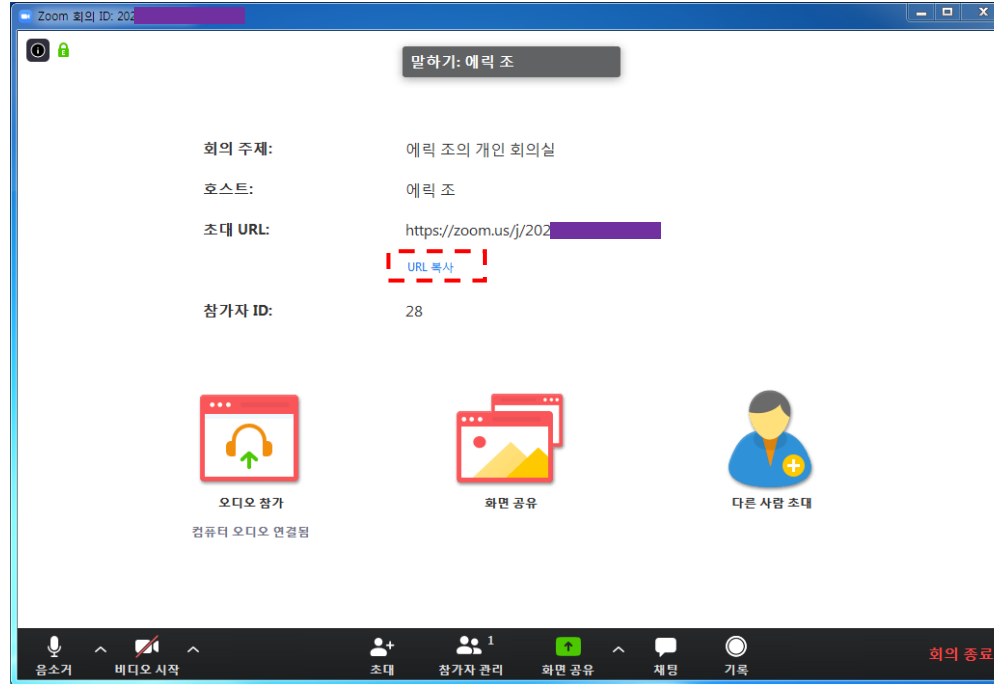 Zoom 회의 ID: 202
말하기: 에릭 조
회의 주제: 에릭 조의 개인 회의실
호스트: 에릭 조
초대 URL: https://zoom.us/j/202
URL 복사
참가자 ID: 28
오디오 참가 화면 공유 다른 사람 초대
컴퓨터 오디오 연결됨
1
음소거 비디오 시작 초대 참가자 관리 화면 공유 채팅 기록 회의 종료